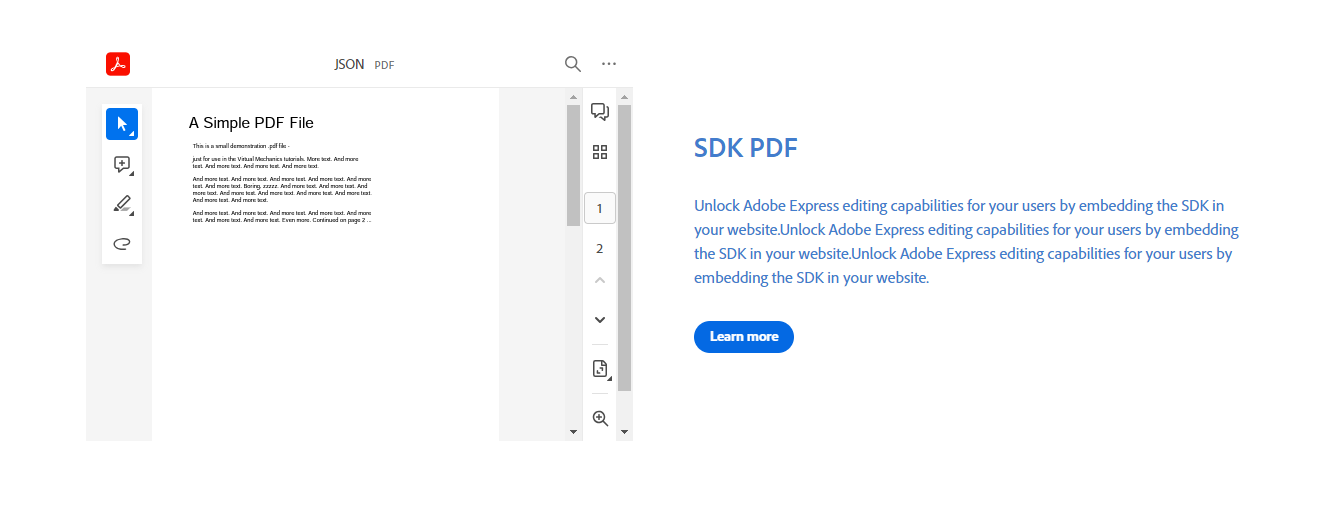 JSON PDF
A Simple PDF File
This is a small demonstration .pdf file -
just for use in the Virtual Mechanics tutorials. More text. And more
text. And more text. And more text. And more text.
And more text. And more text. And more text. And more text. And more
text. And more text. Boring, zzzzz. And more text. And more text. And
more text. And more text. And more text. And more text. And more text.
And more text. And more text.
And more text. And more text. And more text. And more text. And more
text. And more text. And more text. Even more. Continued on page 2 ...
1
2
SDK PDF
Unlock Adobe Express editing capabilities for your users by embedding the SDK in
your website.Unlock Adobe Express editing capabilities for your users by embedding
the SDK in your website.Unlock Adobe Express editing capabilities for your users by
embedding the SDK in your website.
Learn more